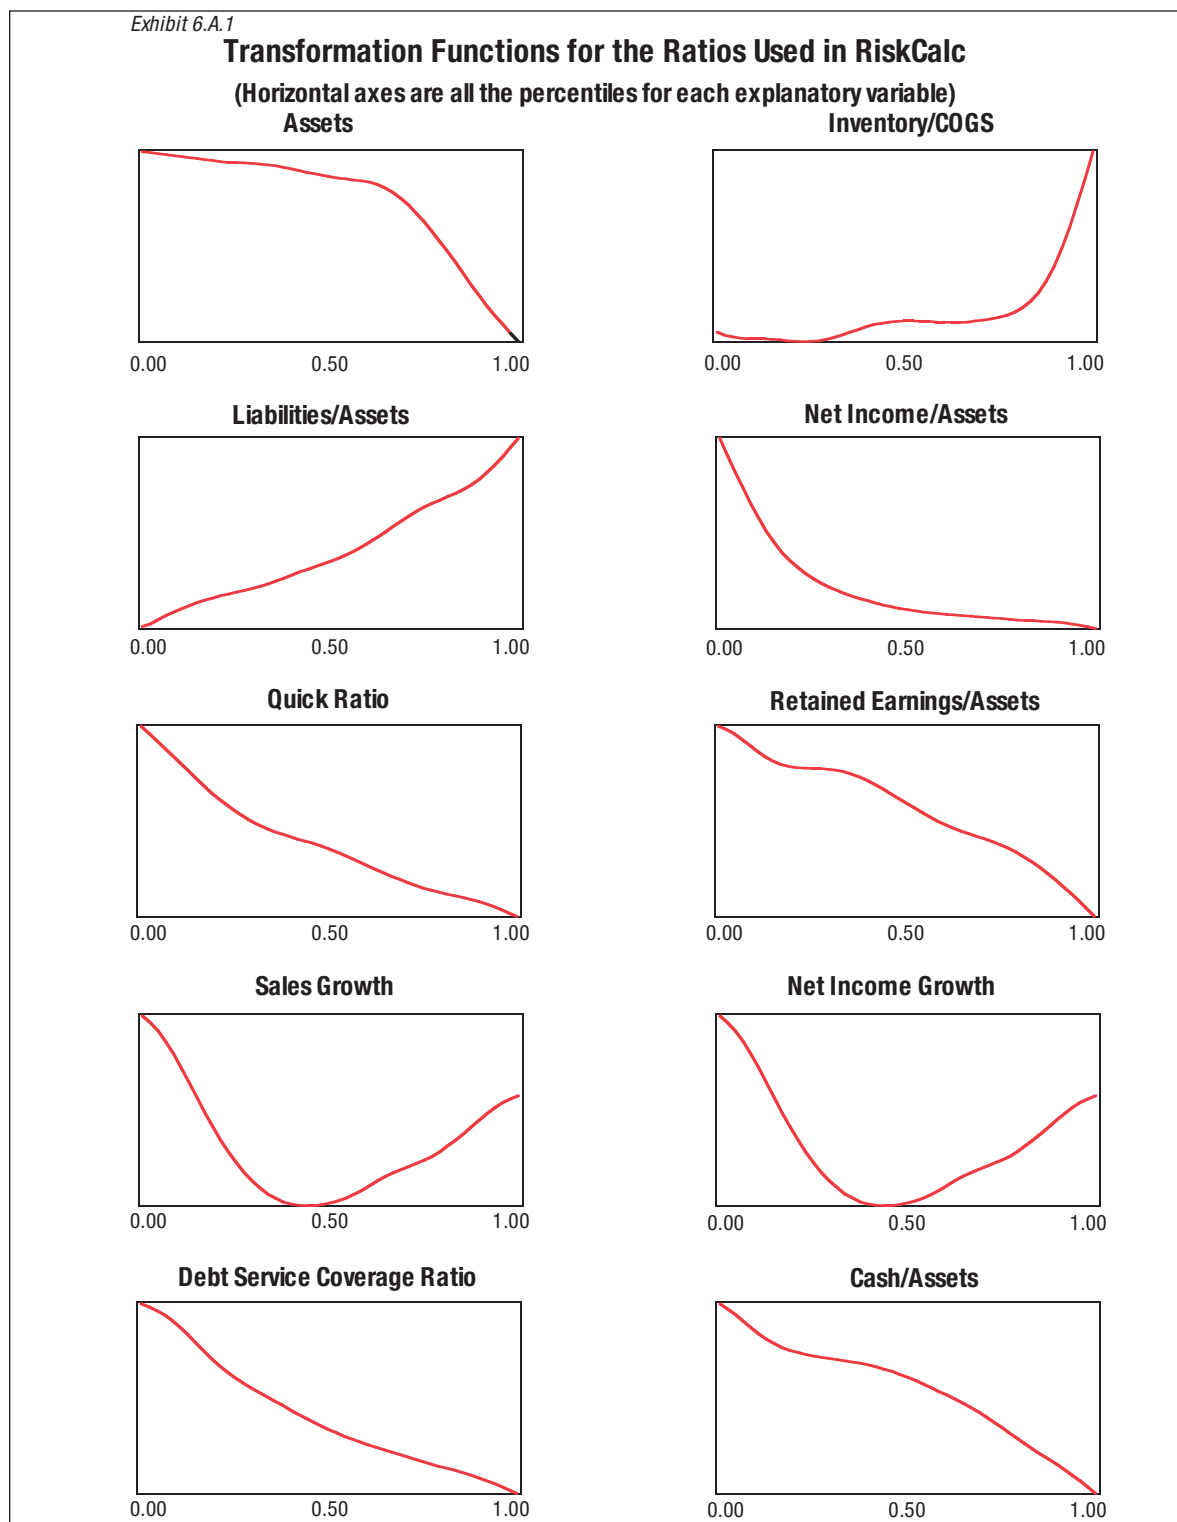 Exhibit 6.A.1
Transformation Functions for the Ratios Used in RiskCalc
(Horizontal axes are all the percentiles for each explanatory variable)
Assets
Inventory/COGS
0.00 0.50 1.00
0.00 0.50 1.00
Liabilities/Assets
Net Income/Assets
0.00 0.50 1.00
0.00 0.50 1.00
Quick Ratio
Retained Earnings/Assets
0.00 0.50 1.00
0.00 0.50 1.00
Sales Growth
Net Income Growth
0.00 0.50 1.00
0.00 0.50 1.00
Debt Service Coverage Ratio
Cash/Assets
0.00 0.50 1.00
0.00 0.50 1.00